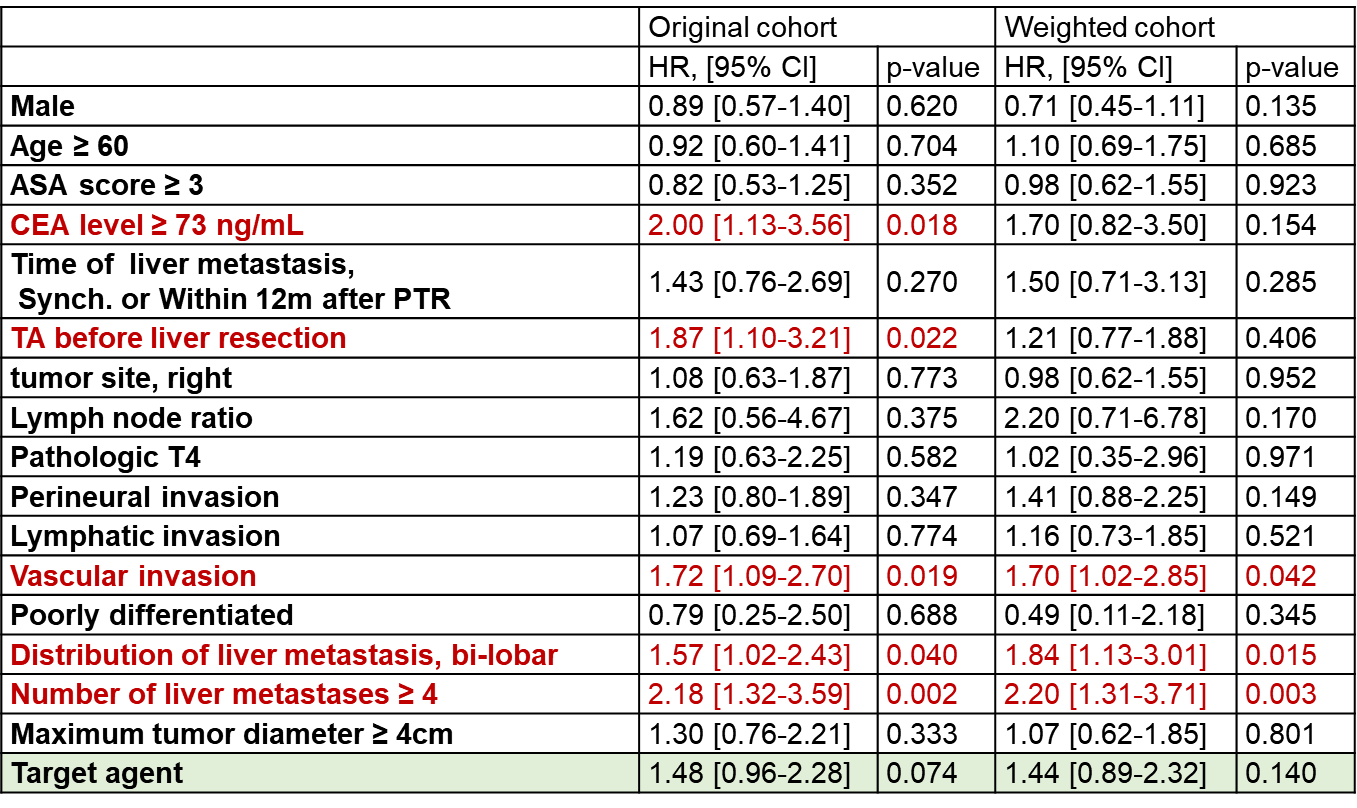 Original cohort Weighted cohort
HR, [95% CI] p-value HR, [95% CI] p-value
Male 0.89 [0.57-1.40] 0.620 0.71 [0.45-1.11] 0.135
Age ≥ 60 0.92 [0.60-1.41] 0.704 1.10 [0.69-1.75] 0.685
ASA score ≥ 3 0.82 [0.53-1.25] 0.352 0.98 [0.62-1.55] 0.923
CEA level ≥ 73 ng/mL 2.00 [1.13-3.56] 0.018 1.70 [0.82-3.50] 0.154
Time of liver metastasis,
Synch. or Within 12m after PTR 1.43 [0.76-2.69] 0.270 1.50 [0.71-3.13] 0.285
TA before liver resection 1.87 [1.10-3.21] 0.022 1.21 [0.77-1.88] 0.406
tumor site, right 1.08 [0.63-1.87] 0.773 0.98 [0.62-1.55] 0.952
Lymph node ratio 1.62 [0.56-4.67] 0.375 2.20 [0.71-6.78] 0.170
Pathologic T4 1.19 [0.63-2.25] 0.582 1.02 [0.35-2.96] 0.971
Perineural invasion 1.23 [0.80-1.89] 0.347 1.41 [0.88-2.25] 0.149
Lymphatic invasion 1.07 [0.69-1.64] 0.774 1.16 [0.73-1.85] 0.521
Vascular invasion 1.72 [1.09-2.70] 0.019 1.70 [1.02-2.85] 0.042
Poorly differentiated 0.79 [0.25-2.50] 0.688 0.49 [0.11-2.18] 0.345
Distribution of liver metastasis, bi-lobar 1.57 [1.02-2.43] 0.040 1.84 [1.13-3.01] 0.015
Number of liver metastases ≥ 4 2.18 [1.32-3.59] 0.002 2.20 [1.31-3.71] 0.003
Maximum tumor diameter ≥ 4cm 1.30 [0.76-2.21] 0.333 1.07 [0.62-1.85] 0.801
Target agent 1.48 [0.96-2.28] 0.074 1.44 [0.89-2.32] 0.140